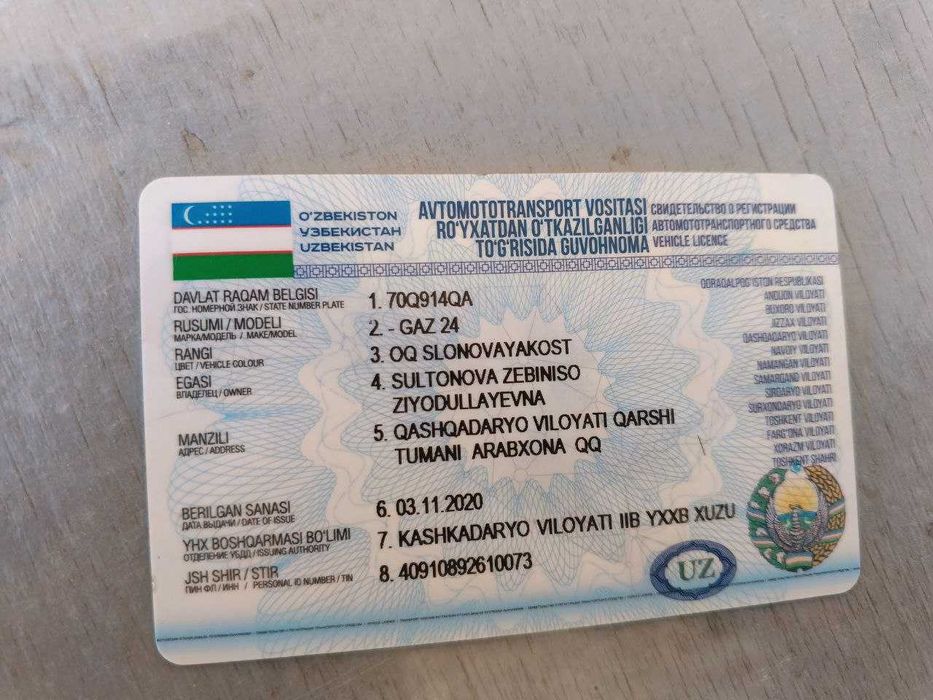 O'ZBEKISTON
УЗБЕКИСТАН
UZBEKISTAN
AVTOMOTOTRANSPORT VOSITASI
RO'YXATDAN O'TKAZILGANLIGI
TO'G'RISIDA GUVOHNOMA
СВИДЕТЕЛЬСТВО О РЕГИСТРАЦИИ
АВТОМОТОТРАНСПОРТНОГО СРЕДСТВА
VEHICLE LICENCE
DAVLAT RAQAM BELGISI
ГОС. НОМЕРНОЙ ЗНАК / STATE NUMBER PLATE
1. 70Q914QA
RUSUMI / MODELI
МАРКА/МОДЕЛЬ / MAKE/MODEL
2. - GAZ 24
RANGI
ЦВЕТ / VEHICLE COLOUR
3. OQ SLONOVAYAKOST
EGASI
ВЛАДЕЛЕЦ / OWNER
4. SULTONOVA ZEBINISO
ZIYODULLAYEVNA
MANZILI
АДРЕС / ADDRESS
5. QASHQADARYO VILOYATI QARSHI
TUMANI ARABXONA QQ
BERILGAN SANASI
ДАТА ВЫДАЧИ / DATE OF ISSUE
6. 03.11.2020
YHX BOSHQARMASI BO'LIMI
ОТДЕЛЕНИЕ УБДД / ISSUING AUTHORITY
7. KASHKADARYO VILOYATI IIB YXXB XUZU
JSH SHIR / STIR
ПИН ФЛ / ИНН / PERSONAL ID NUMBER / TIN
8. 40910892610073
QORAQALPOG'ISTON RESPUBLIKASI
ANDIJON VILOYATI
BUXORO VILOYATI
JIZZAX VILOYATI
QASHQADARYO VILOYATI
NAVOIY VILOYATI
NAMANGAN VILOYATI
SAMARQAND VILOYATI
SIRDARYO VILOYATI
SURXONDARYO VILOYATI
TOSHKENT VILOYATI
FARG'ONA VILOYATI
XORAZM VILOYATI
TOSHKENT SHAHRI
UZ